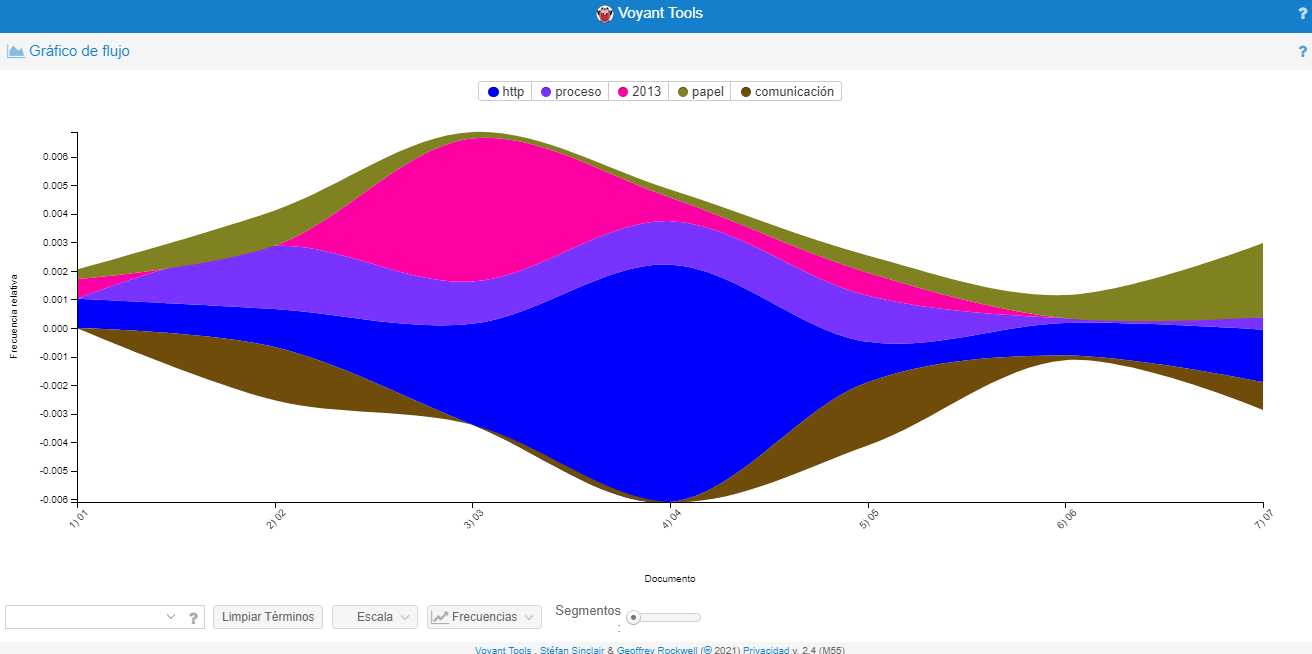 Voyant Tools ?
Gráfico de flujo ?
http proceso 2013 papel comunicación
0.006
0.005
0.004
0.003
0.002
0.001
0.000
-0.001
-0.002
-0.003
-0.004
-0.005
-0.006
Frecuencia relativa
1) 01 2) 02 3) 03 4) 04 5) 05 6) 06 7) 07
Documento
? Limpiar Términos Escala Frecuencias Segmentos
:
Voyant Tools , Stéfan Sinclair & Geoffrey Rockwell (© 2021) Privacidad v. 2.4 (M55)